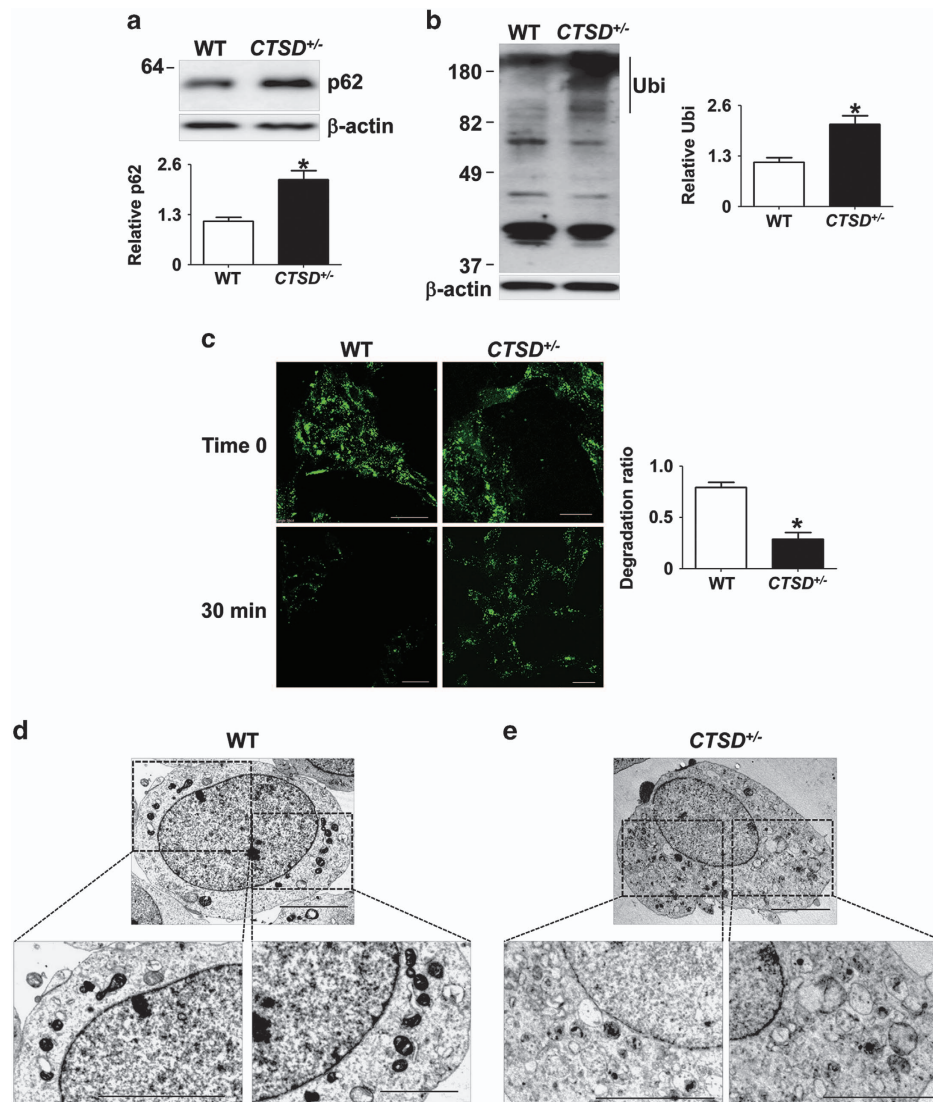 a
WT CTSD+/-
64
p62
β-actin
Relative p62
2.6
1.3
0
WT
CTSD+/-
*
b
WT CTSD+/-
180
82
49
37
Ubi
β-actin
Relative Ubi
2.6
1.3
0
WT
CTSD+/-
*
c
WT
CTSD+/-
Time 0
30 min
Degradation ratio
1.0
0.5
0
WT
CTSD+/-
*
d
WT
e
CTSD+/-